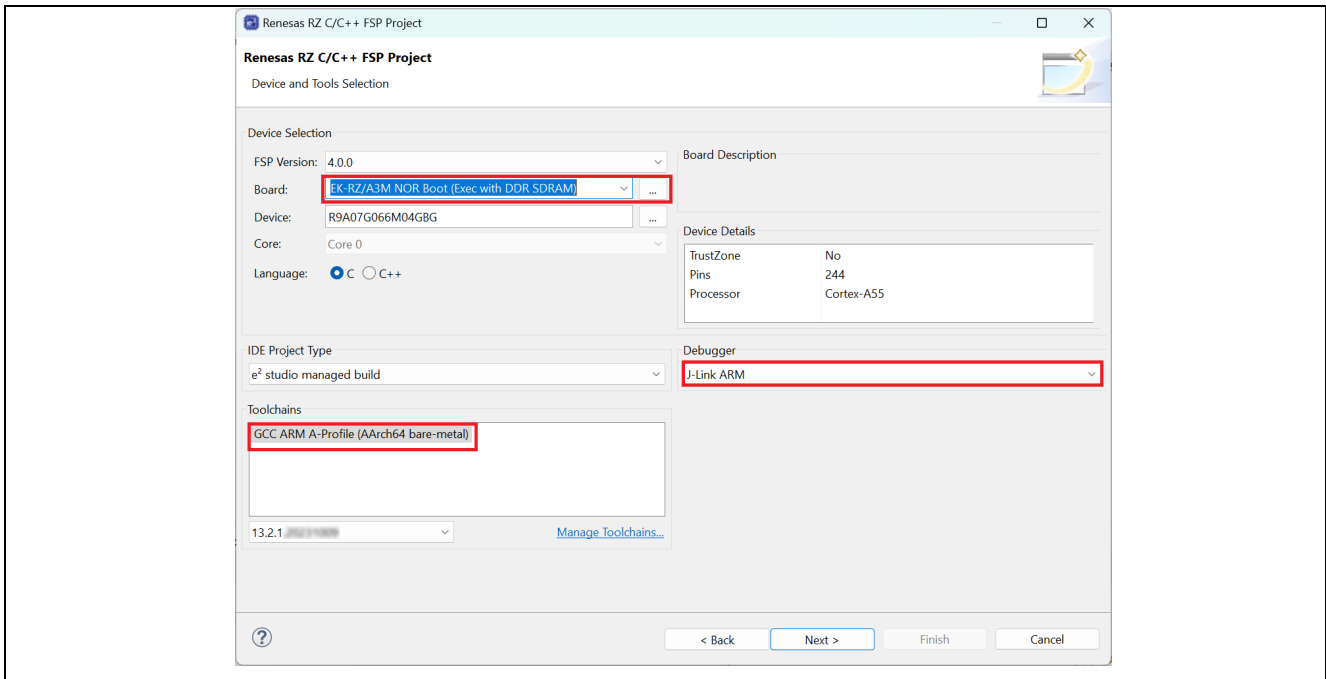 Renesas RZ C/C++ FSP Project
Renesas RZ C/C++ FSP Project
Device and Tools Selection
Device Selection
FSP Version: 4.0.0
Board: EK-RZ/A3M NOR Boot (Exec with DDR SDRAM) ...
Device: R9A07G066M04GBG ...
Core: Core 0
Language: C C++
Board Description
Device Details
TrustZone No
Pins 244
Processor Cortex-A55
IDE Project Type
e² studio managed build
Debugger
J-Link ARM
Toolchains
GCC ARM A-Profile (AArch64 bare-metal)
13.2.1
Manage Toolchains...
?
< Back Next > Finish Cancel